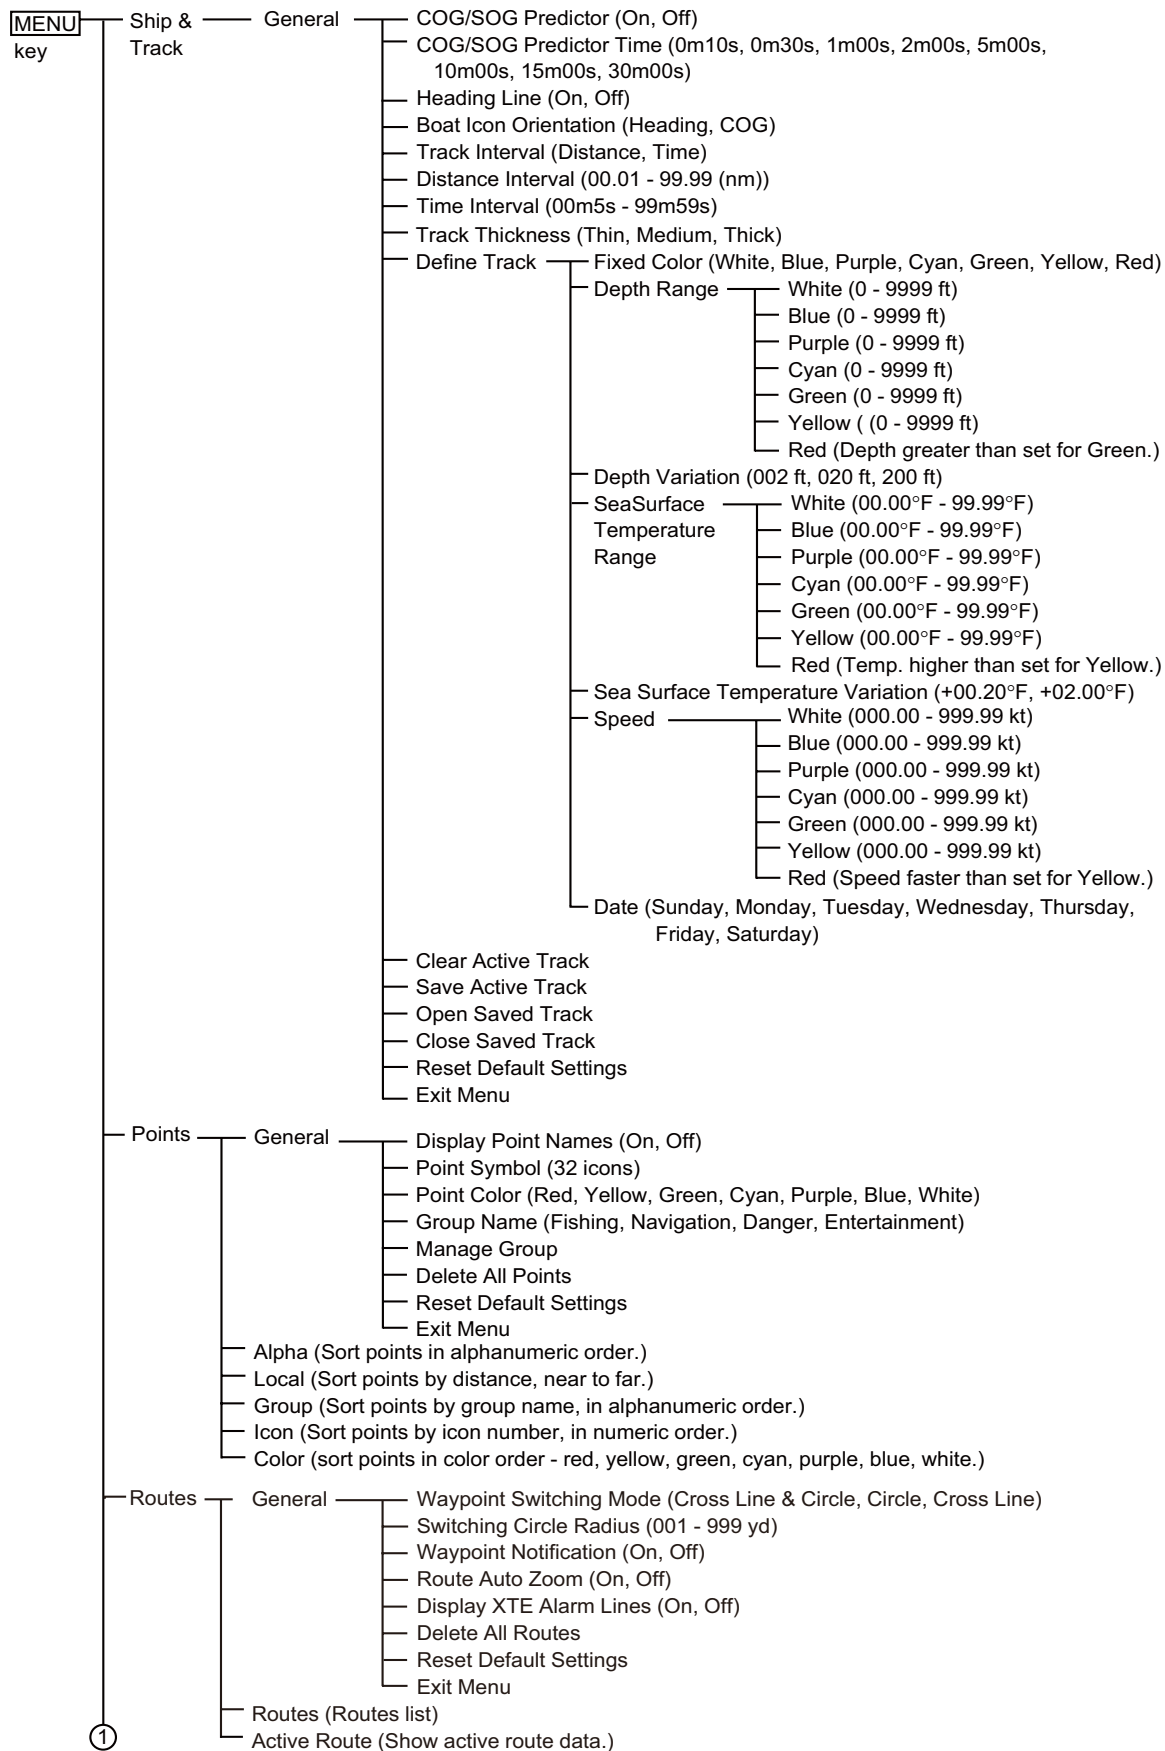 MENU key
Ship & Track
General
COG/SOG Predictor (On, Off)
COG/SOG Predictor Time (0m10s, 0m30s, 1m00s, 2m00s, 5m00s,
10m00s, 15m00s, 30m00s)
Heading Line (On, Off)
Boat Icon Orientation (Heading, COG)
Track Interval (Distance, Time)
Distance Interval (00.01 - 99.99 (nm))
Time Interval (00m5s - 99m59s)
Track Thickness (Thin, Medium, Thick)
Define Track
Fixed Color (White, Blue, Purple, Cyan, Green, Yellow, Red)
Depth Range
White (0 - 9999 ft)
Blue (0 - 9999 ft)
Purple (0 - 9999 ft)
Cyan (0 - 9999 ft)
Green (0 - 9999 ft)
Yellow ( (0 - 9999 ft)
Red (Depth greater than set for Green.)
Depth Variation (002 ft, 020 ft, 200 ft)
SeaSurface
Temperature
Range
White (00.00°F - 99.99°F)
Blue (00.00°F - 99.99°F)
Purple (00.00°F - 99.99°F)
Cyan (00.00°F - 99.99°F)
Green (00.00°F - 99.99°F)
Yellow (00.00°F - 99.99°F)
Red (Temp. higher than set for Yellow.)
Sea Surface Temperature Variation (+00.20°F, +02.00°F)
Speed
White (000.00 - 999.99 kt)
Blue (000.00 - 999.99 kt)
Purple (000.00 - 999.99 kt)
Cyan (000.00 - 999.99 kt)
Green (000.00 - 999.99 kt)
Yellow (000.00 - 999.99 kt)
Red (Speed faster than set for Yellow.)
Date (Sunday, Monday, Tuesday, Wednesday, Thursday,
Friday, Saturday)
Clear Active Track
Save Active Track
Open Saved Track
Close Saved Track
Reset Default Settings
Exit Menu
Points
General
Display Point Names (On, Off)
Point Symbol (32 icons)
Point Color (Red, Yellow, Green, Cyan, Purple, Blue, White)
Group Name (Fishing, Navigation, Danger, Entertainment)
Manage Group
Delete All Points
Reset Default Settings
Exit Menu
Alpha (Sort points in alphanumeric order.)
Local (Sort points by distance, near to far.)
Group (Sort points by group name, in alphanumeric order.)
Icon (Sort points by icon number, in numeric order.)
Color (sort points in color order - red, yellow, green, cyan, purple, blue, white.)
Routes
General
Waypoint Switching Mode (Cross Line & Circle, Circle, Cross Line)
Switching Circle Radius (001 - 999 yd)
Waypoint Notification (On, Off)
Route Auto Zoom (On, Off)
Display XTE Alarm Lines (On, Off)
Delete All Routes
Reset Default Settings
Exit Menu
Routes (Routes list)
Active Route (Show active route data.)
1